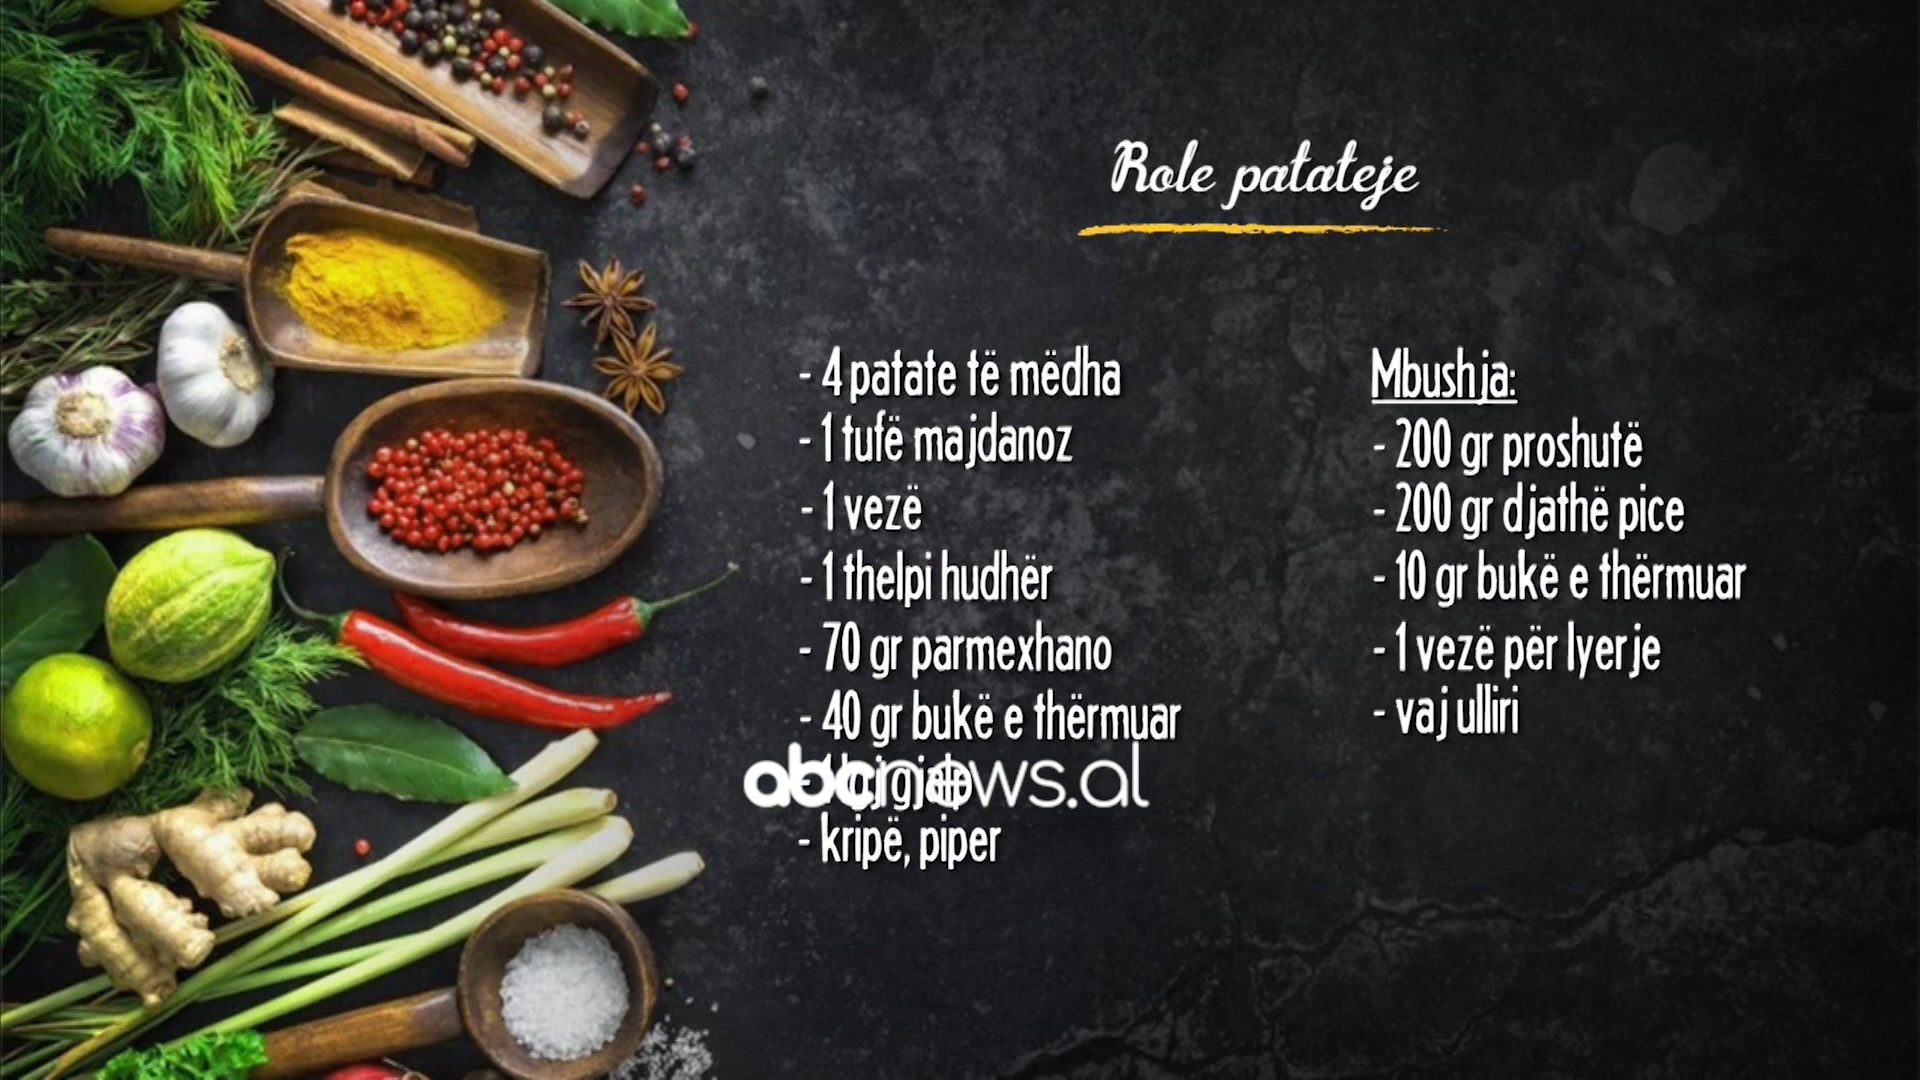 Role patateje
- 4 patate të mëdha
- 1 tufë majdanoz
- 1 vezë
- 1 thelpi hudhër
- 70 gr parmexhano
- 40 gr bukë e thërmuar
gjalp
- kripë, piper
Mbushja:
- 200 gr proshutë
- 200 gr djathë pice
- 10 gr bukë e thërmuar
- 1 vezë për lyerje
- vaj ulliri
abcnews.al